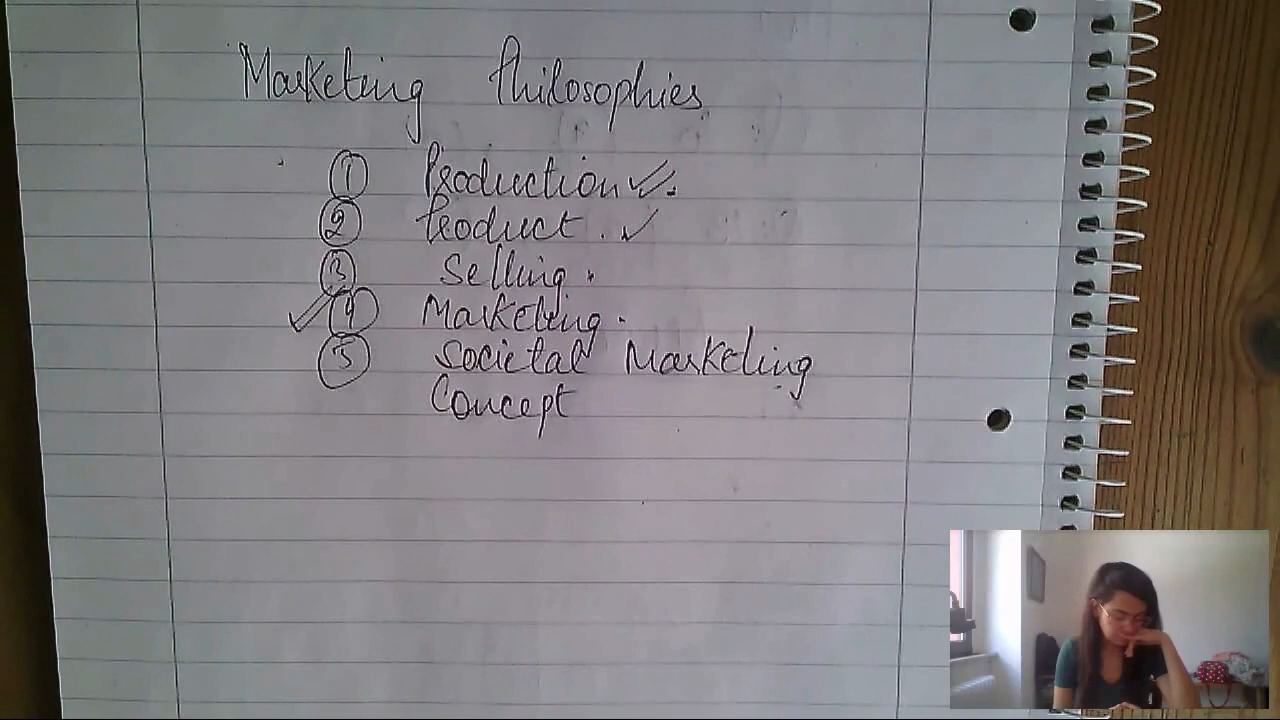 Marketing Philosophies
① Production
② Product
③ Selling
④ Marketing
⑤ Societal Marketing
Concept